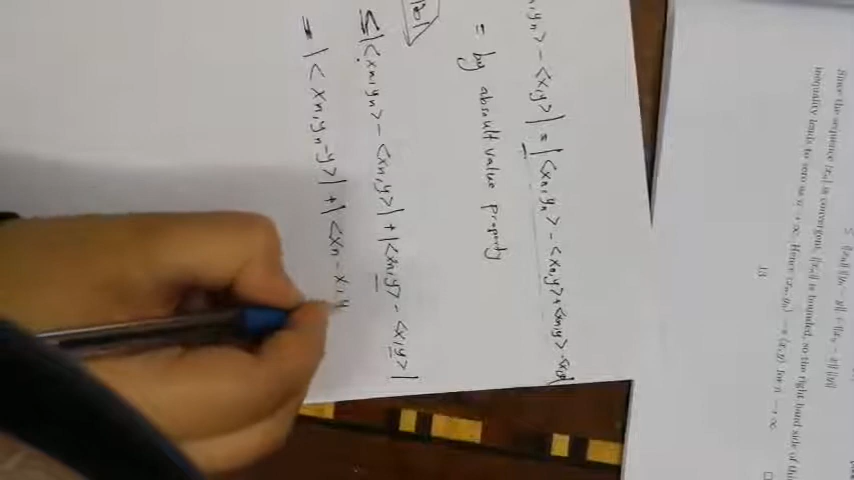 xn,yn> - <x,y>| = |<xn,yn> - <xn,y> + <xn,y> - <x,y>|
= by absolut value property
|b|
≤ |<xn,yn> - <xn,y>| + |<xn,y> - <x,y>|
= |<xn,yn-y>| + |<xn - x,y
Since the sequence ‖xn‖ is convergent, ‖xn‖ is bounded, so the right hand side of th
inequality tends to zero as n → ∞. Hence ⟨xn, yn⟩ → ⟨x, y⟩ for n → ∞.
13